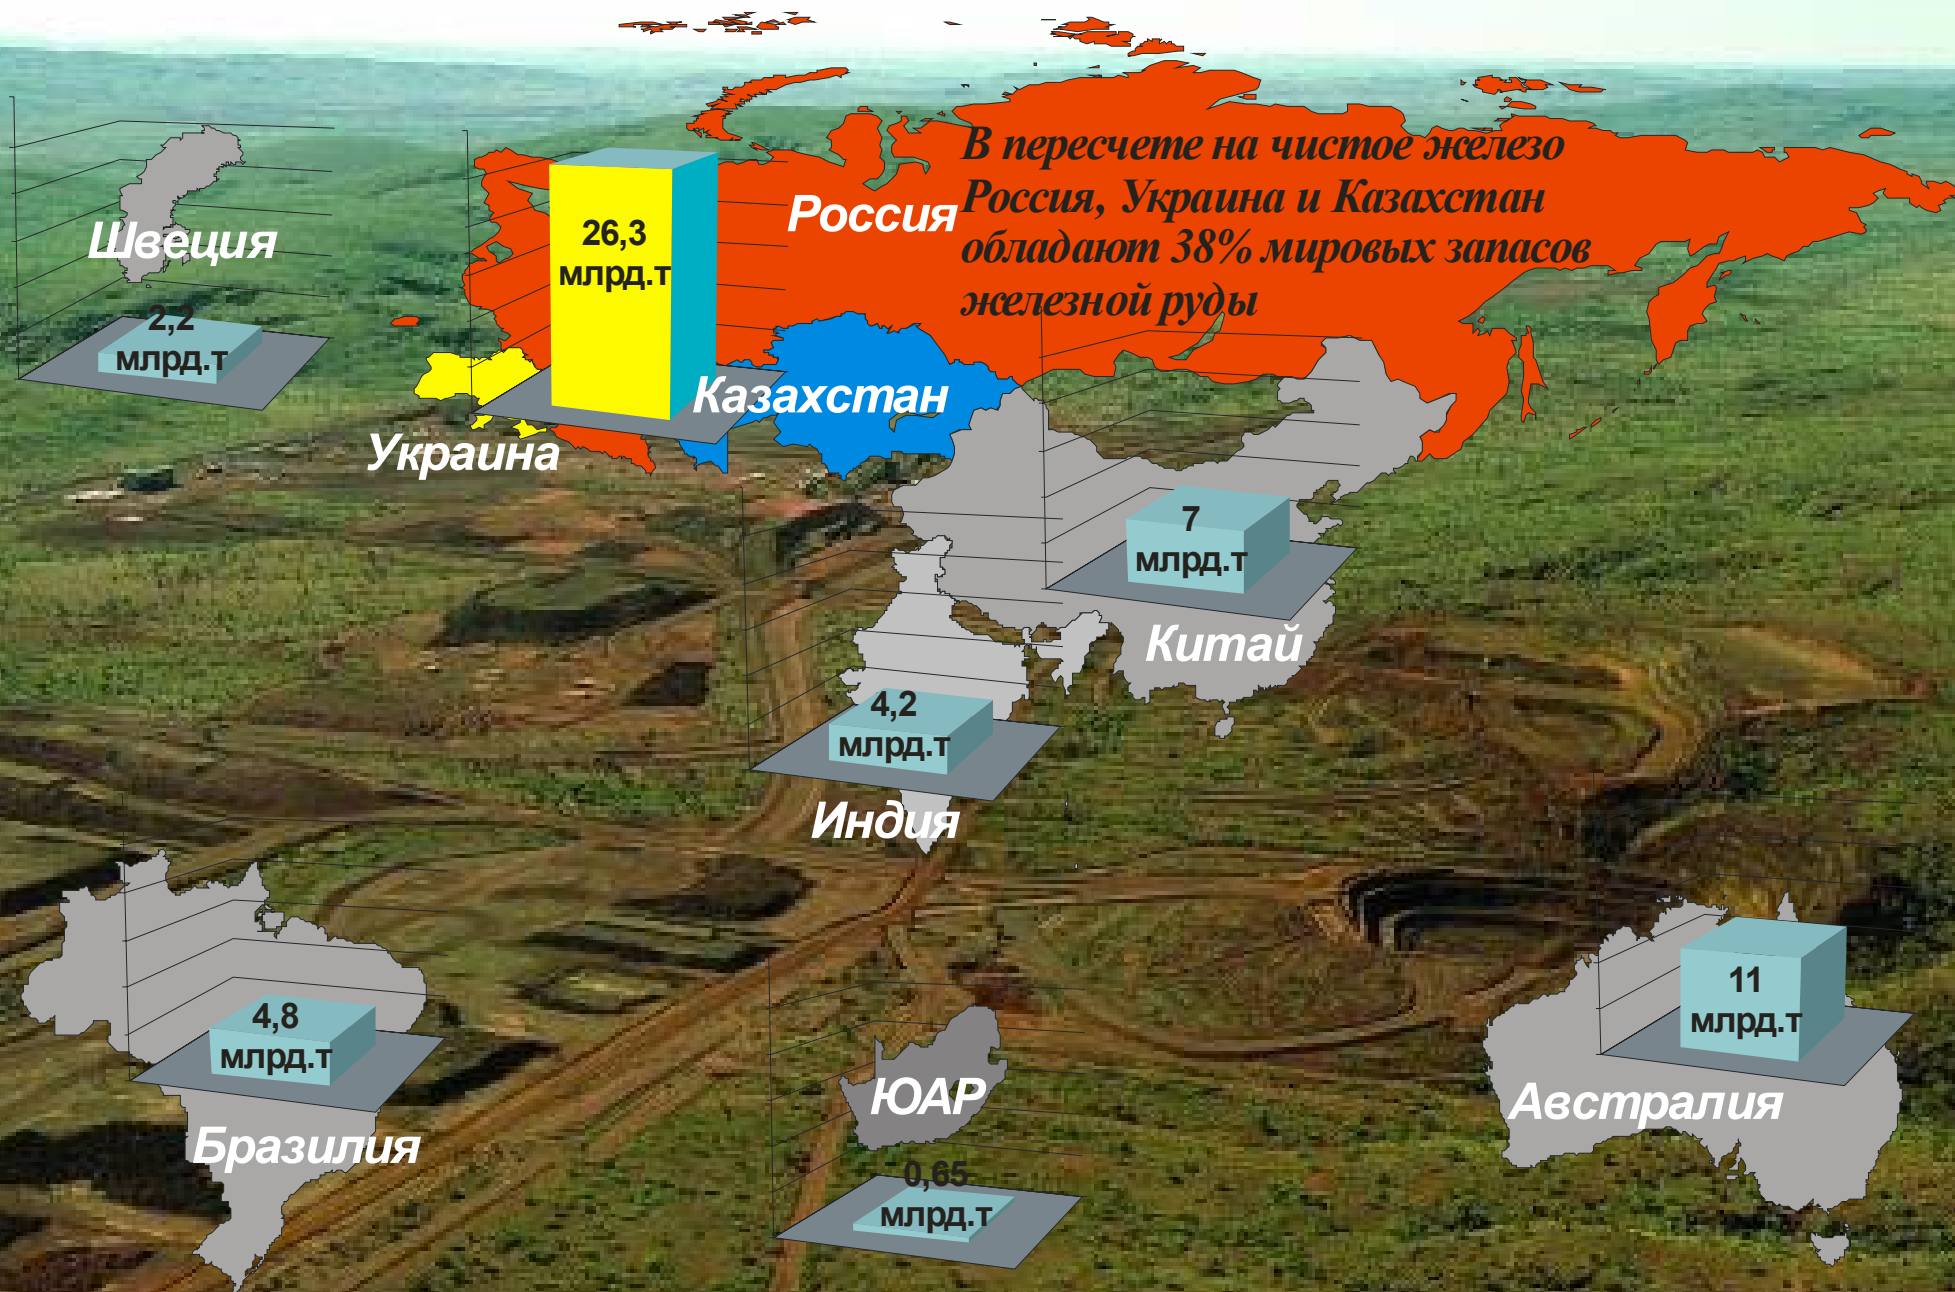 В пересчете на чистое железо
Россия, Украина и Казахстан
обладают 38% мировых запасов
железной руды
Россия
26,3
млрд.т
Швеция
2,2
млрд.т
Казахстан
Украина
7
млрд.т
Китай
4,2
млрд.т
Индия
4,8
млрд.т
Бразилия
ЮАР
0,65
млрд.т
11
млрд.т
Австралия